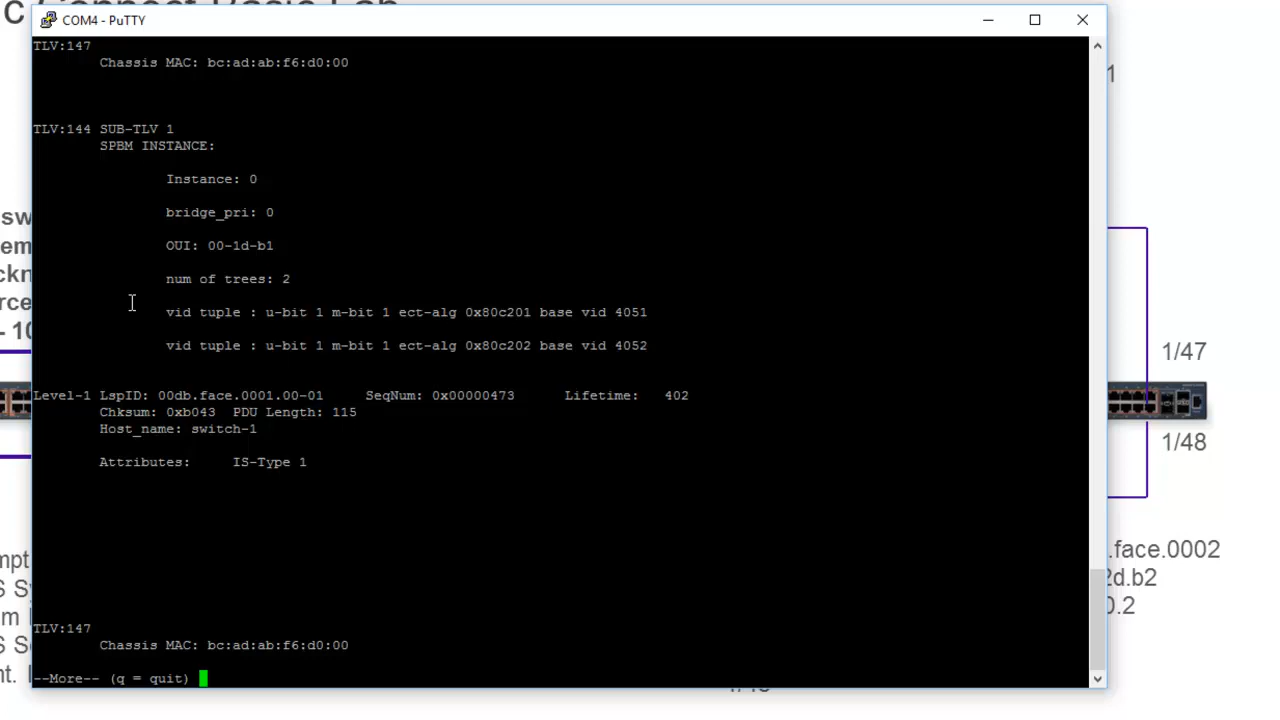 COM4 - PuTTY
TLV:147
Chassis MAC: bc:ad:ab:f6:d0:00
TLV:144 SUB-TLV 1
SPBM INSTANCE:
Instance: 0
bridge_pri: 0
OUI: 00-1d-b1
num of trees: 2
vid tuple : u-bit 1 m-bit 1 ect-alg 0x80c201 base vid 4051
vid tuple : u-bit 1 m-bit 1 ect-alg 0x80c202 base vid 4052
Level-1 LspID: 00db.face.0001.00-01 SeqNum: 0x00000473 Lifetime: 402
Chksum: 0xb043 PDU Length: 115
Host_name: switch-1
Attributes: IS-Type 1
TLV:147
Chassis MAC: bc:ad:ab:f6:d0:00
--More-- (q = quit)
1/47
1/48
.face.0002
2d.b2
0.2